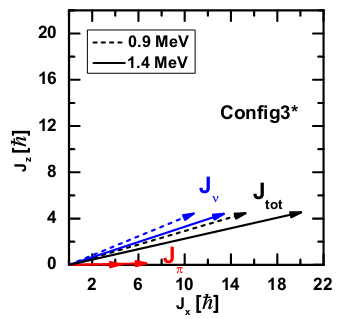 22
20
16
12
8
4
0
2 6 10 14 18 22
J_z [ħ]
J_x [ħ]
0.9 MeV
1.4 MeV
Config3*
J_ν
J_tot
J_π